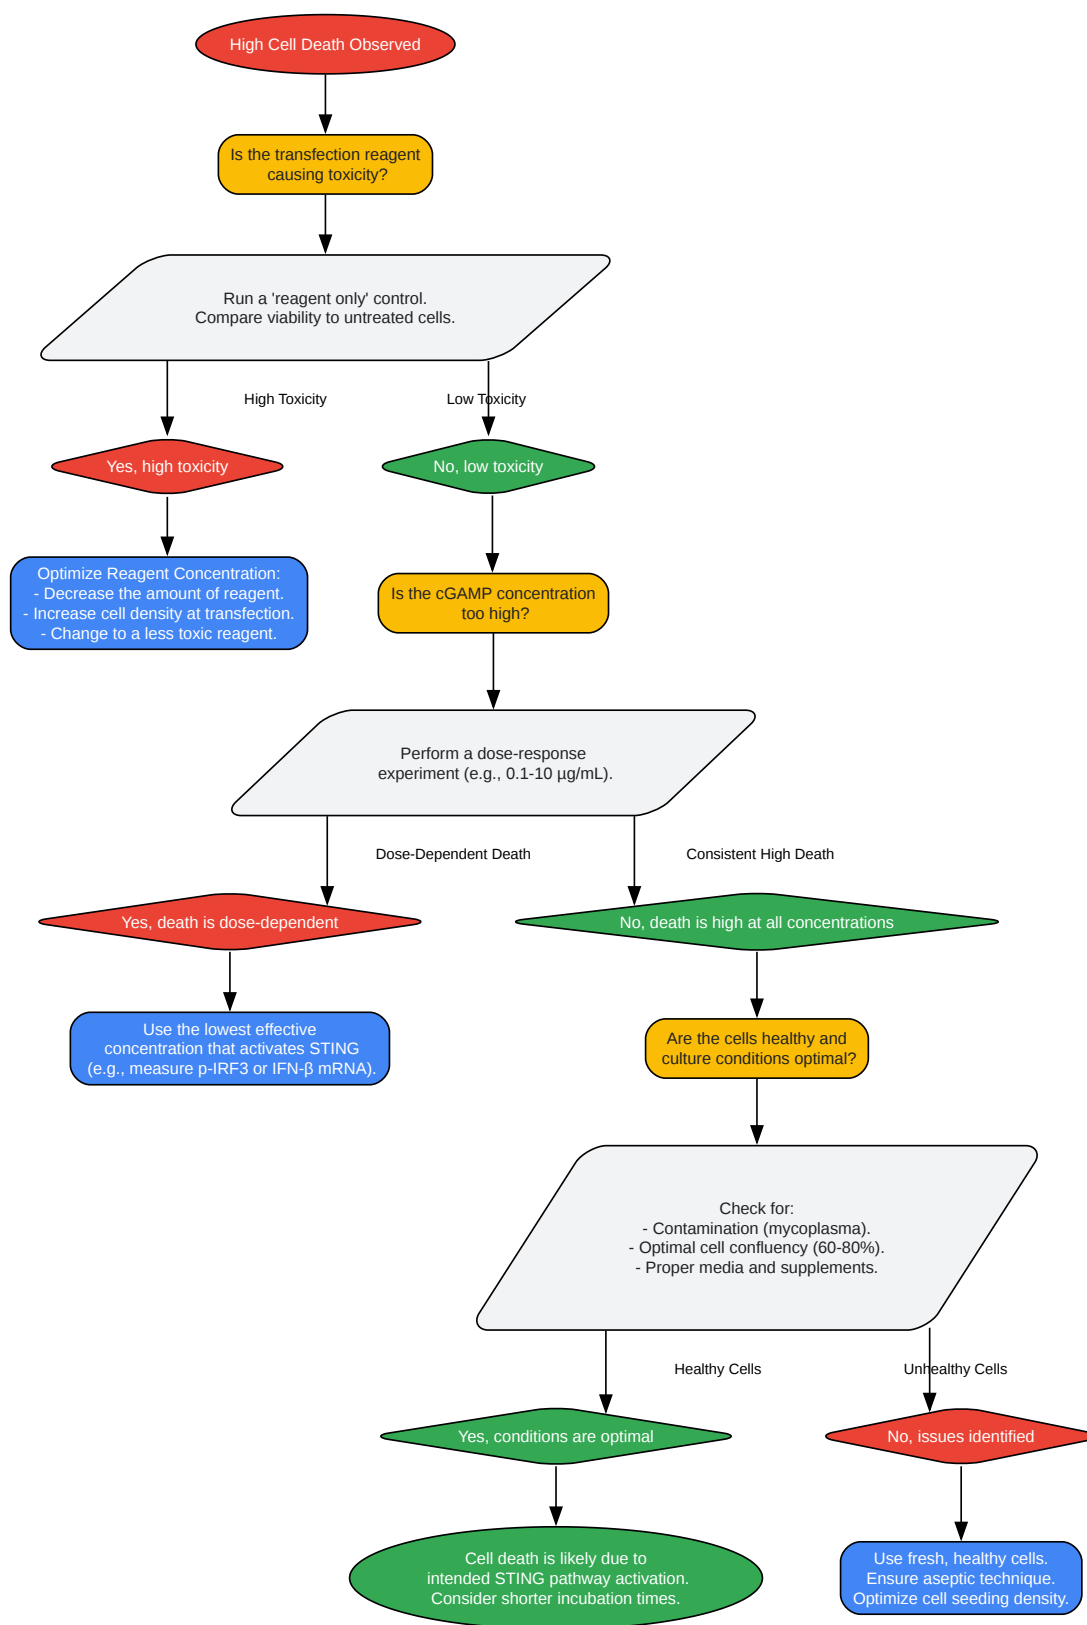 High Cell Death Observed
Is the transfection reagent
causing toxicity?
Run a 'reagent only' control.
Compare viability to untreated cells.
High Toxicity
Low Toxicity
Yes, high toxicity
No, low toxicity
Optimize Reagent Concentration:
- Decrease the amount of reagent.
- Increase cell density at transfection.
- Change to a less toxic reagent.
Is the cGAMP concentration
too high?
Perform a dose-response
experiment (e.g., 0.1-10 µg/mL).
Dose-Dependent Death
Consistent High Death
Yes, death is dose-dependent
No, death is high at all concentrations
Use the lowest effective
concentration that activates STING
(e.g., measure p-IRF3 or IFN-β mRNA).
Are the cells healthy and
culture conditions optimal?
Check for:
- Contamination (mycoplasma).
- Optimal cell confluency (60-80%).
- Proper media and supplements.
Healthy Cells
Unhealthy Cells
Yes, conditions are optimal
No, issues identified
Cell death is likely due to
intended STING pathway activation.
Consider shorter incubation times.
Use fresh, healthy cells.
Ensure aseptic technique.
Optimize cell seeding density.